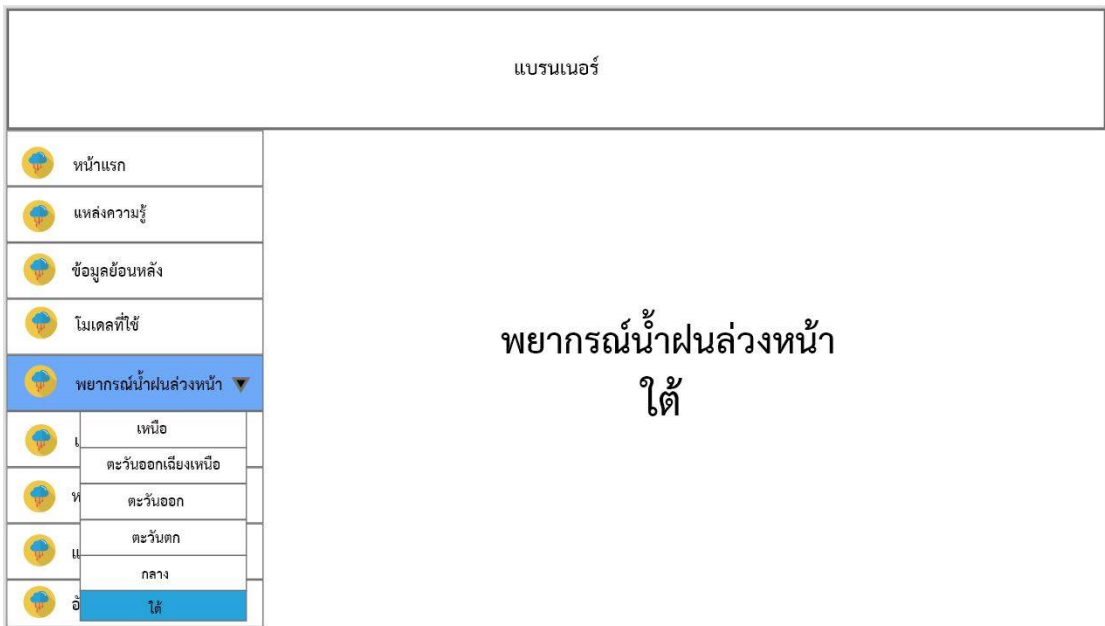 แบรนเนอร์
หน้าแรก
แหล่งความรู้
ข้อมูลย้อนหลัง
โมเดลที่ใช้
พยากรณ์น้ำฝนล่วงหน้า
เหนือ
ตะวันออกเฉียงเหนือ
ตะวันออก
ตะวันตก
กลาง
ใต้
พยากรณ์น้ำฝนล่วงหน้า
ใต้